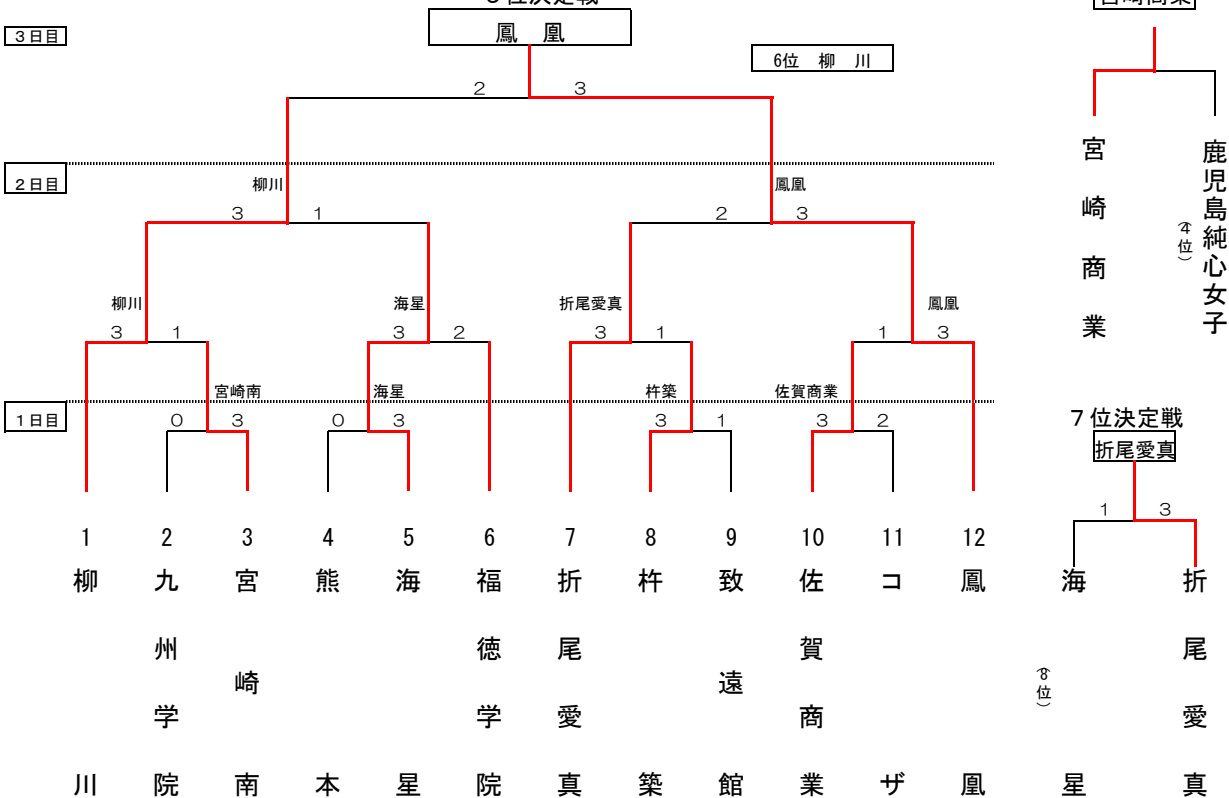 鳳 凰
3日目
6位 柳 川
2 3
2日目
柳川
鳳凰
3 1
2 3
柳川
海星
折尾愛真
鳳凰
3 1
3 2
3 1
1 3
宮崎南
海星
杵築
佐賀商業
1日目
0 3
0 3
3 1
3 2
1 2 3 4 5 6 7 8 9 10 11 12
柳川
九州学院
宮崎南
熊本
海星
福徳学院
折尾愛真
杵築
致遠館
佐賀商業
コザ
鳳凰
宮崎商業
鹿児島純心女子
(4位)
7位決定戦
折尾愛真
1 3
海星
(8位)
折尾愛真